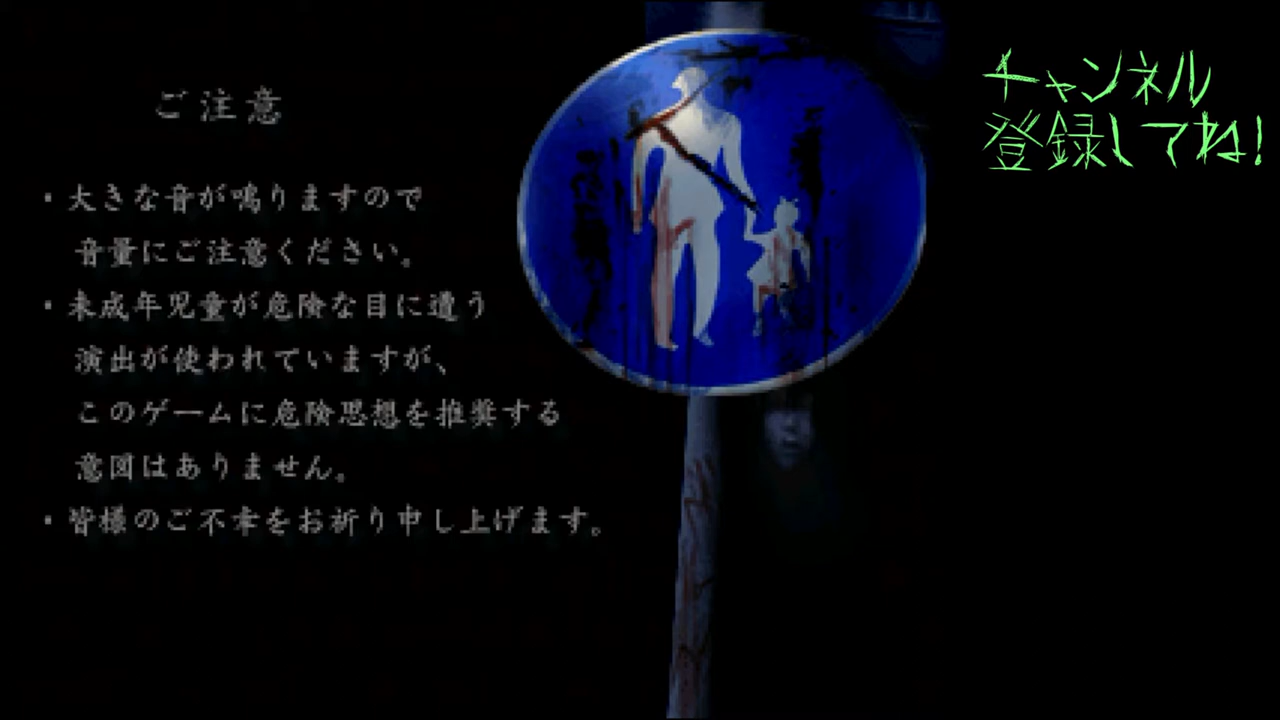 ご注意
・大きな音が鳴りますので
音量にご注意ください。
・未成年児童が危険な目に遭う
演出が使われていますが、
このゲームに危険思想を推奨する
意図はありません。
・皆様のご不幸をお祈り申し上げます。
チャンネル
登録してね!